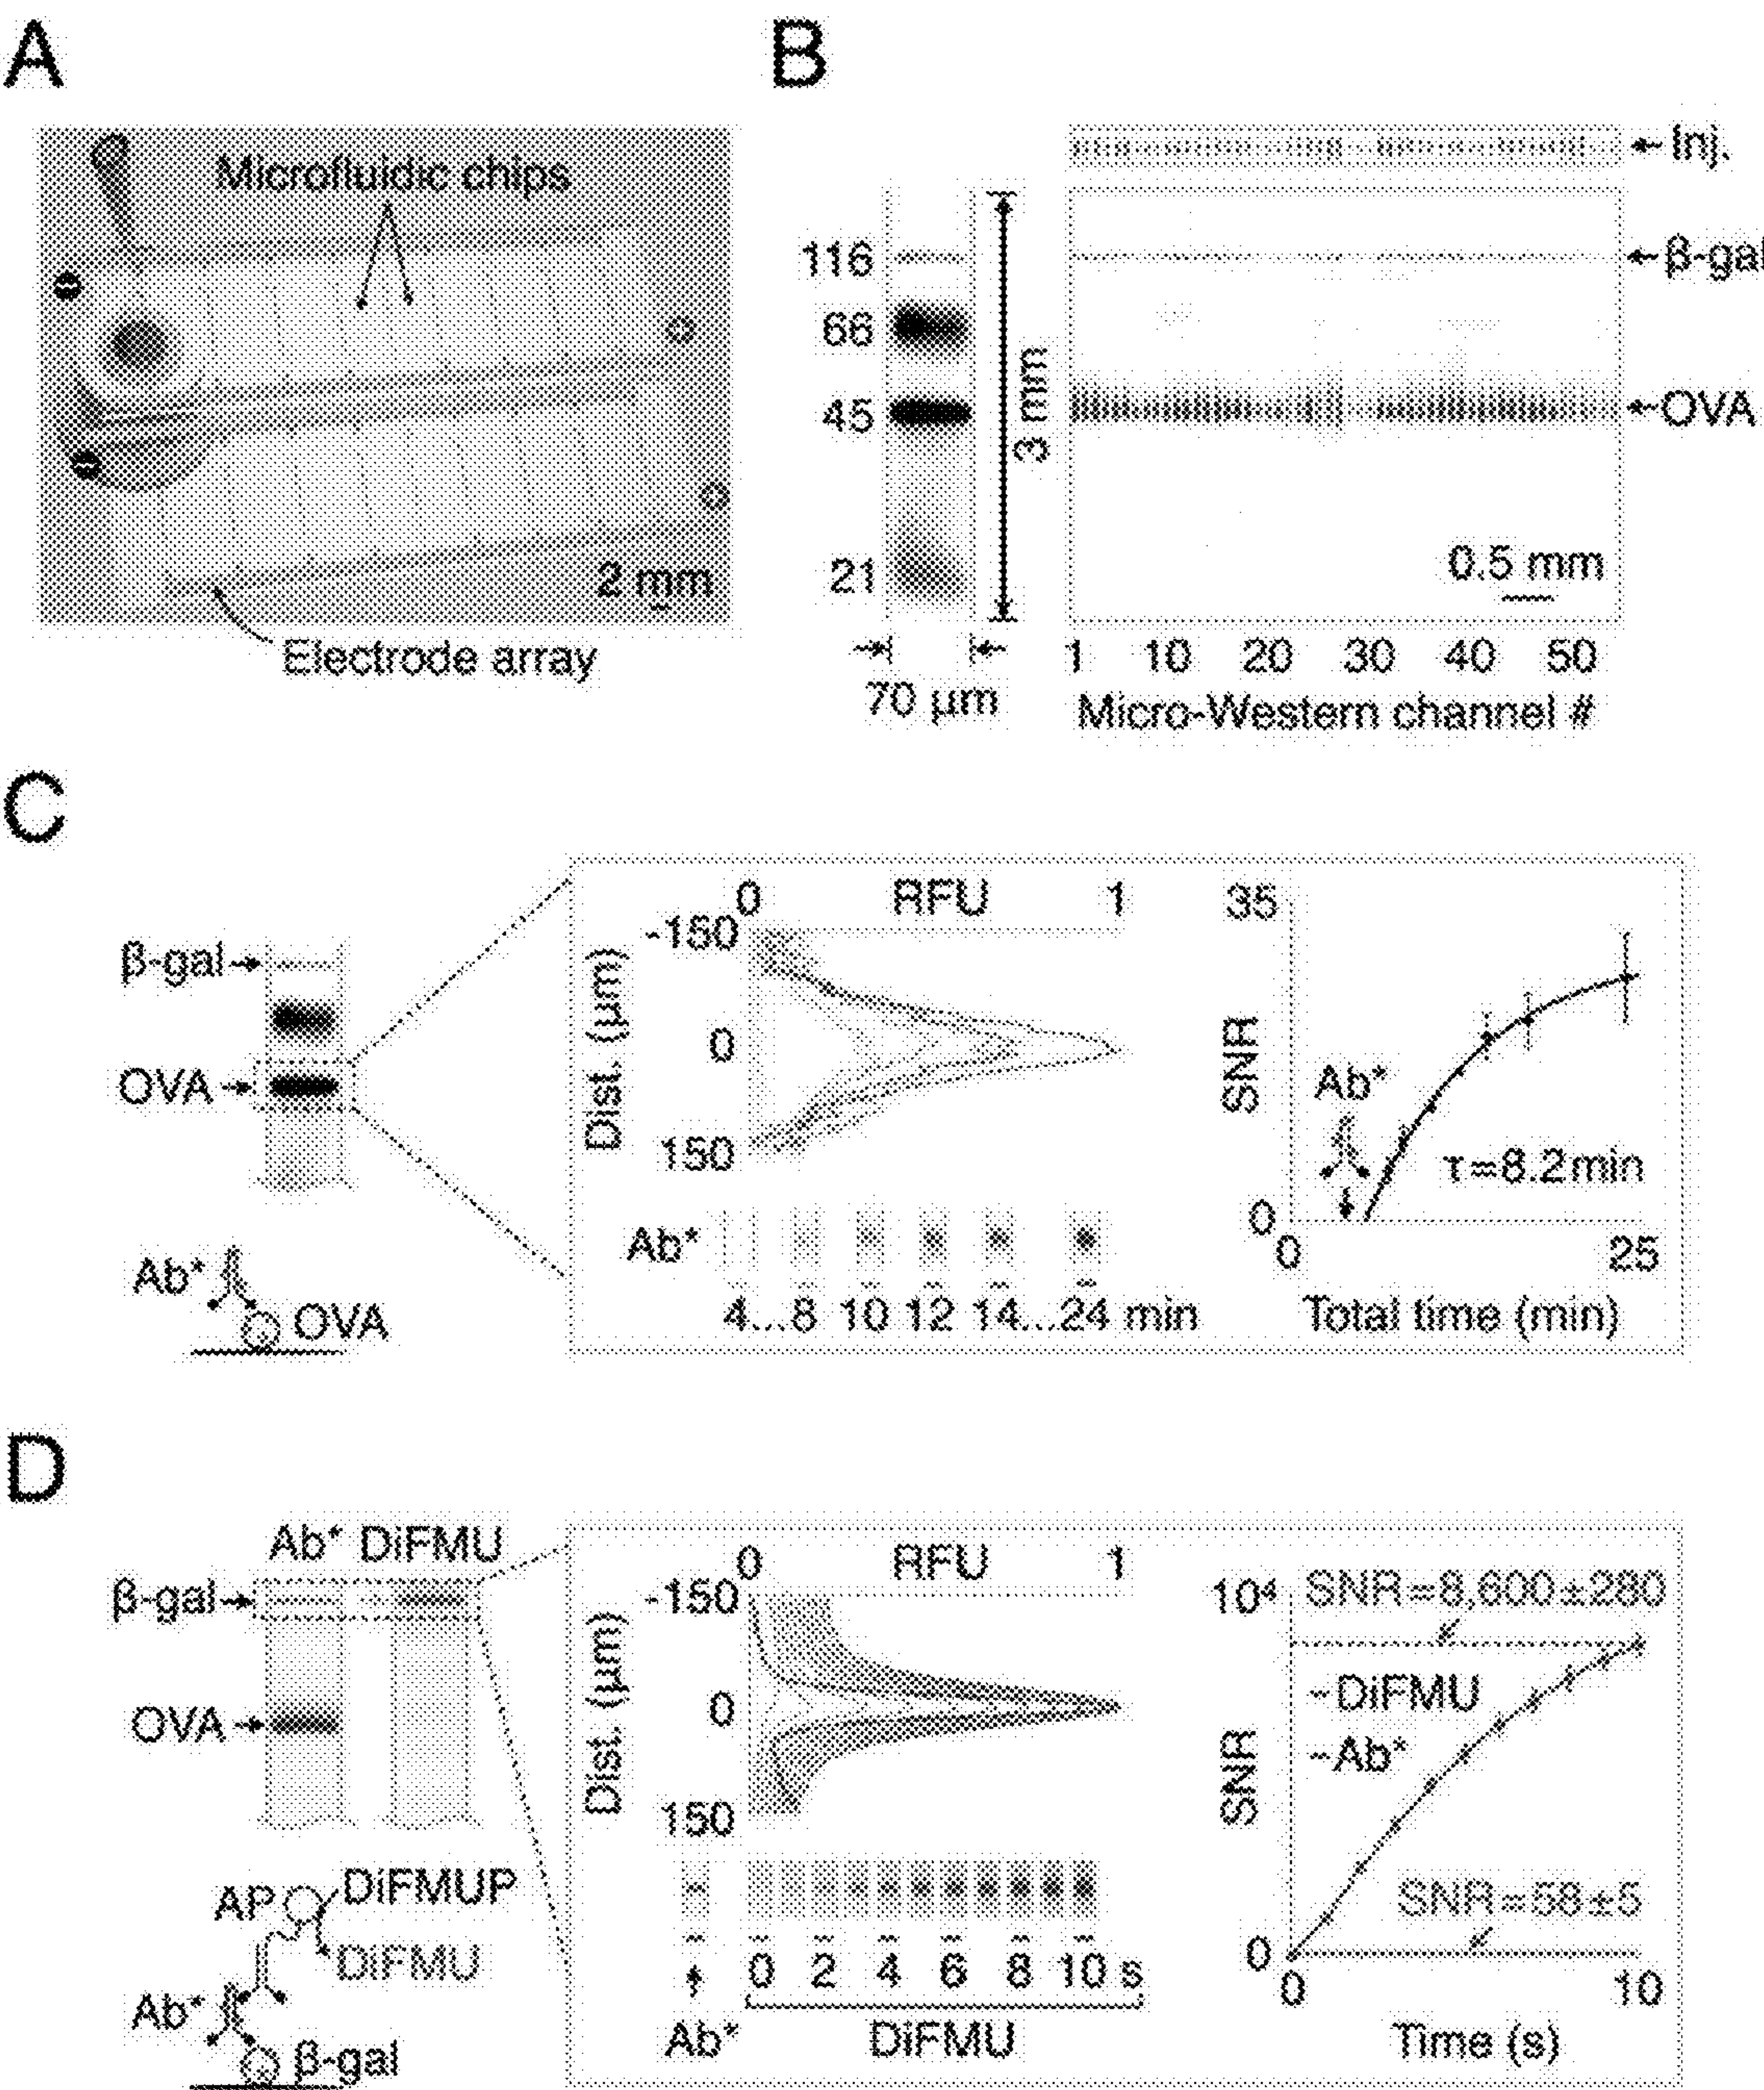 A
Microfluidic chips
2 mm
Electrode array
B
Inj.
116
β-gal
66
45
OVA
3 mm
21
0.5 mm
70 µm
1 10 20 30 40 50
Micro-Western channel #
C
β-gal
OVA
Ab*
OVA
0 RFU 1
-150
0
150
Dist. (µm)
Ab*
4...8 10 12 14...24 min
35
SNR
Ab*
τ=8.2min
0
0 25
Total time (min)
D
Ab* DiFMU
β-gal
OVA
AP DiFMUP
DiFMU
Ab*
β-gal
0 RFU 1
-150
0
150
Dist. (µm)
0 2 4 6 8 10 s
Ab* DiFMU
10⁴ SNR=8,600±280
-DiFMU
-Ab*
SNR
SNR=58±5
0
0 10
Time (s)